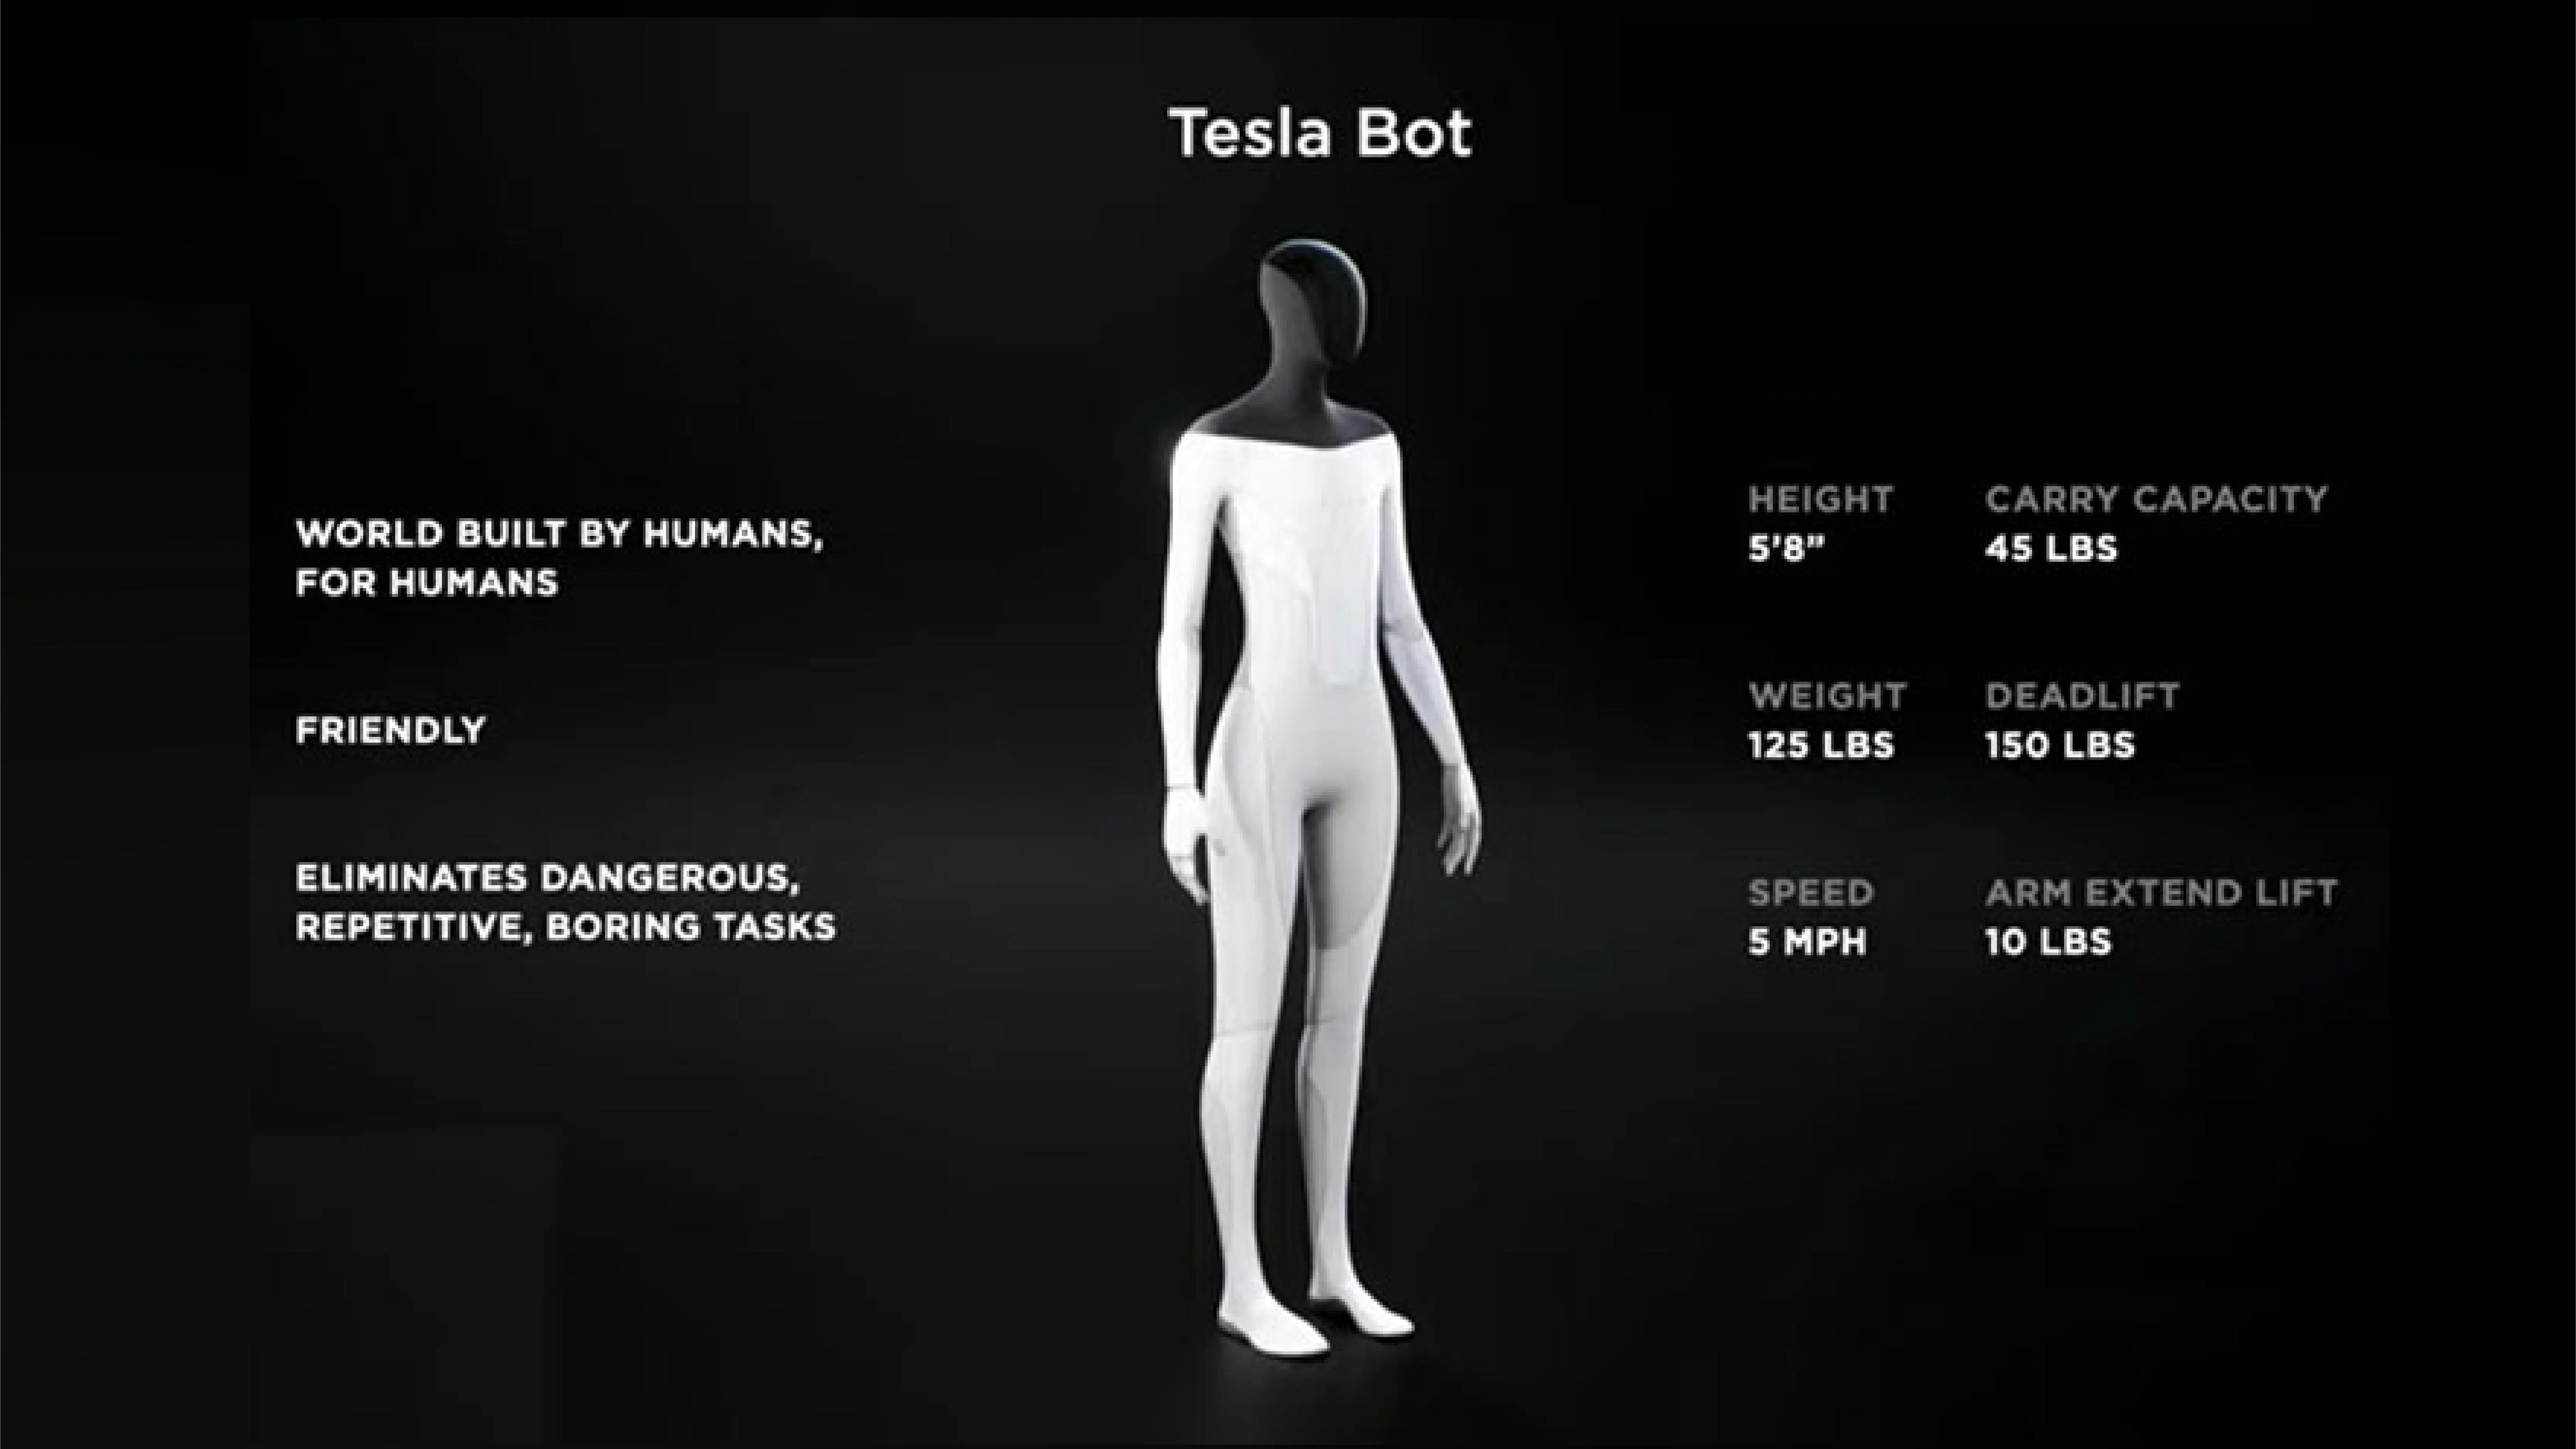 Tesla Bot
WORLD BUILT BY HUMANS,
FOR HUMANS
FRIENDLY
ELIMINATES DANGEROUS,
REPETITIVE, BORING TASKS
HEIGHT
5'8”
CARRY CAPACITY
45 LBS
WEIGHT
125 LBS
DEADLIFT
150 LBS
SPEED
5 MPH
ARM EXTEND LIFT
10 LBS